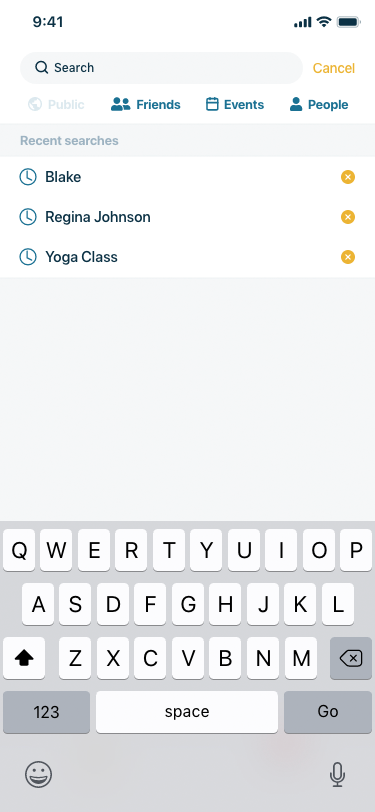 9:41
Search Cancel
Public Friends Events People
Recent searches
Blake
Regina Johnson
Yoga Class
Q W E R T Y U I O P
A S D F G H J K L
Z X C V B N M
123 space Go